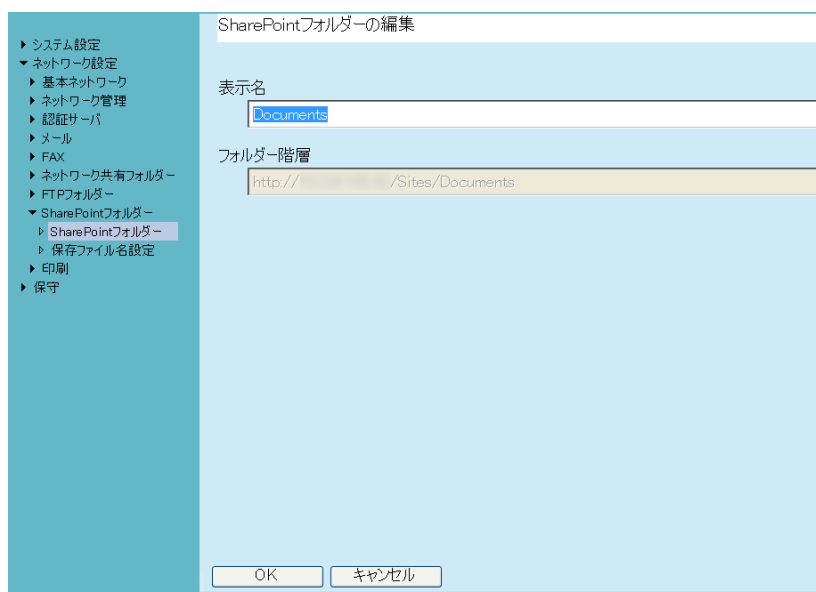 システム設定
ネットワーク設定
基本ネットワーク
ネットワーク管理
認証サーバ
メール
FAX
ネットワーク共有フォルダー
FTPフォルダー
SharePointフォルダー
SharePointフォルダー
保存ファイル名設定
印刷
保守
SharePointフォルダーの編集
表示名
Documents
フォルダー階層
http:// /Sites/Documents
OK
キャンセル